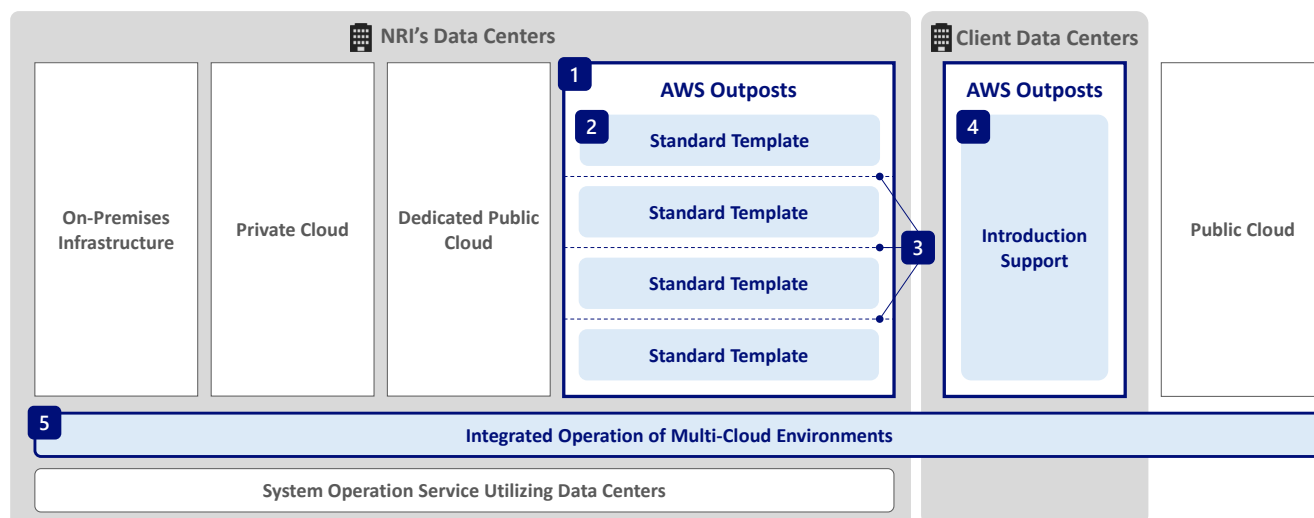 NRI's Data Centers
Client Data Centers
On-Premises
Infrastructure
Private Cloud
Dedicated Public
Cloud
1
AWS Outposts
2
Standard Template
Standard Template
Standard Template
Standard Template
3
AWS Outposts
4
Introduction
Support
Public Cloud
5
Integrated Operation of Multi-Cloud Environments
System Operation Service Utilizing Data Centers